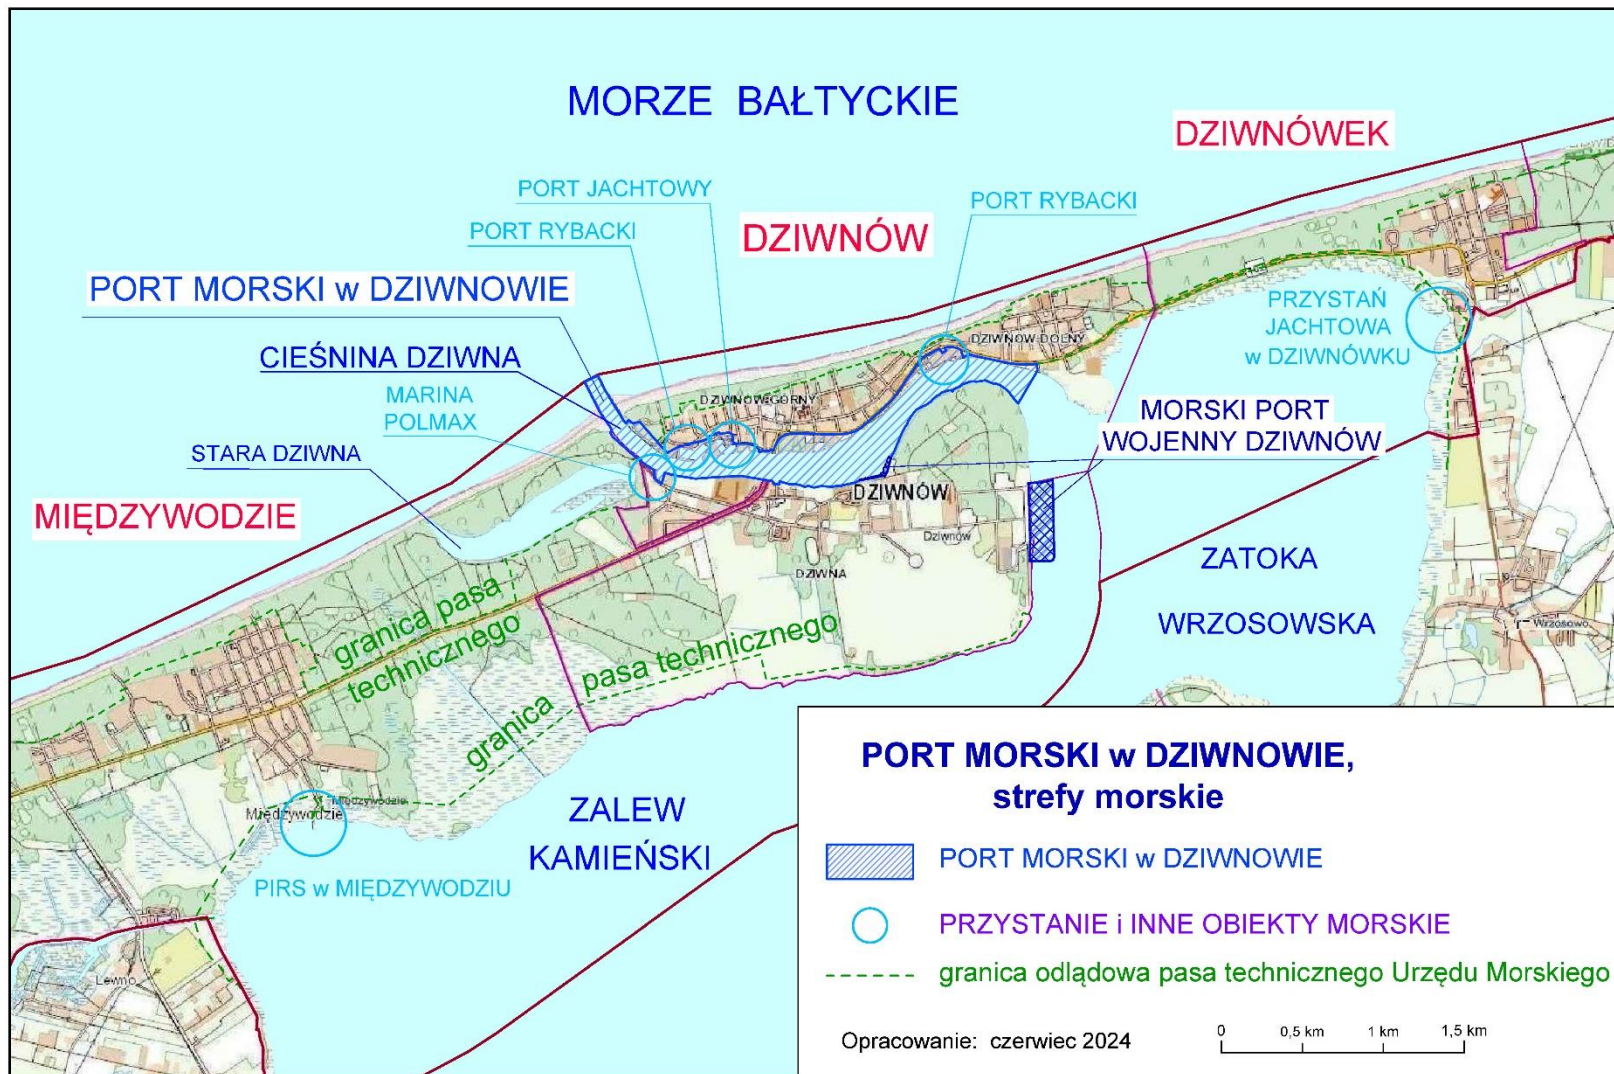 MORZE BAŁTYCKIE
DZIWNÓWEK
PORT JACHTOWY
PORT RYBACKI
PORT RYBACKI
DZIWNÓW
PORT MORSKI w DZIWNOWIE
PRZYSTAŃ
JACHTOWA
w DZIWNÓWKU
DZIWNÓW DOLNY
CIEŚNINA DZIWNA
MARINA
POLMAX
DZIWNÓW GÓRNY
MORSKI PORT
WOJENNY DZIWNÓW
STARA DZIWNA
DZIWNÓW
MIĘDZYWODZIE
Dziwnów
DZIWNA
ZATOKA
WRZOSOWSKA
Wrzosowo
granica pasa
technicznego
granica pasa technicznego
Międzywodzie
Międzywodzie
ZALEW
KAMIEŃSKI
PIRS w MIĘDZYWODZIU
Lewno
PORT MORSKI w DZIWNOWIE,
strefy morskie
PORT MORSKI w DZIWNOWIE
PRZYSTANIE i INNE OBIEKTY MORSKIE
granica odlądowa pasa technicznego Urzędu Morskiego
Opracowanie: czerwiec 2024
0 0,5 km 1 km 1,5 km